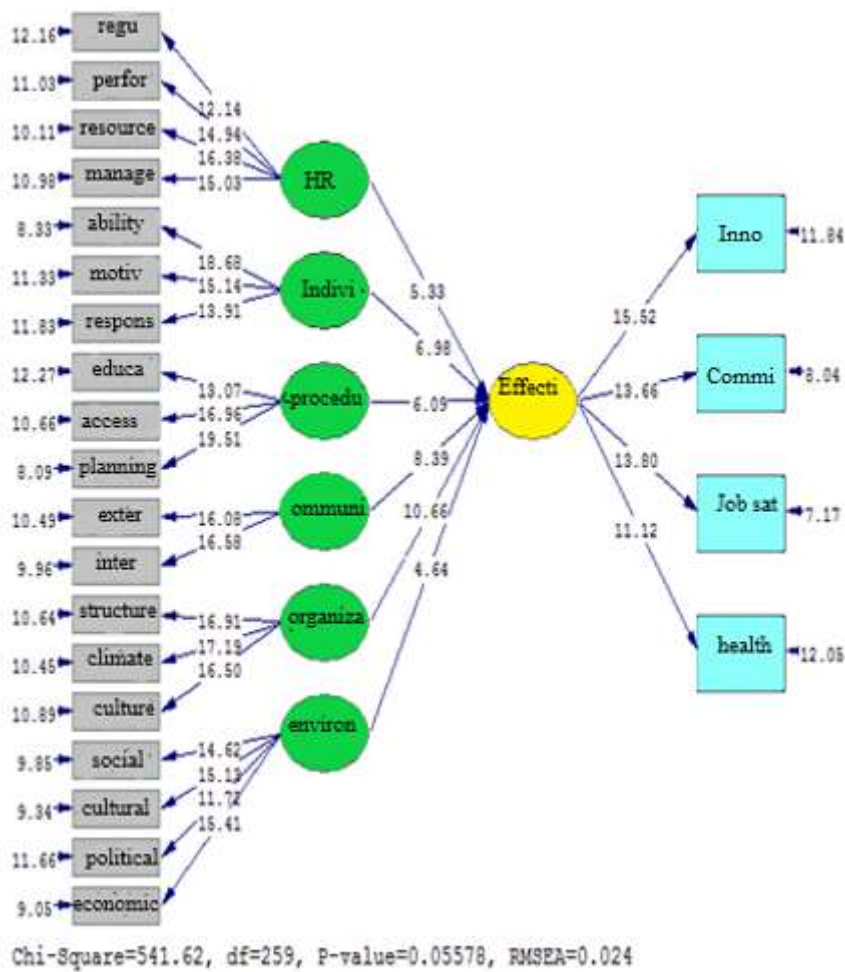 12.16 regu
11.03 perfor
10.11 resource
10.98 manage
8.33 ability
11.33 motiv
11.83 respons
12.27 educa
10.66 access
8.09 planning
10.49 exter
9.96 inter
10.64 structure
10.45 climate
10.89 culture
9.85 social
9.34 cultural
11.66 political
9.05 economic
12.14
14.94
16.38
15.03
18.68
15.14
13.91
13.07
16.96
19.51
16.08
16.58
16.91
17.19
16.50
14.62
15.13
11.72
15.41
HR
Indivi
procedu
ommuni
organiza
environ
5.33
6.98
6.09
8.39
10.66
4.64
Effecti
15.52
13.66
13.80
11.12
Inno 11.84
Commi 8.04
Job sat 7.17
health 12.05
Chi-Square=541.62, df=259, P-value=0.05578, RMSEA=0.024